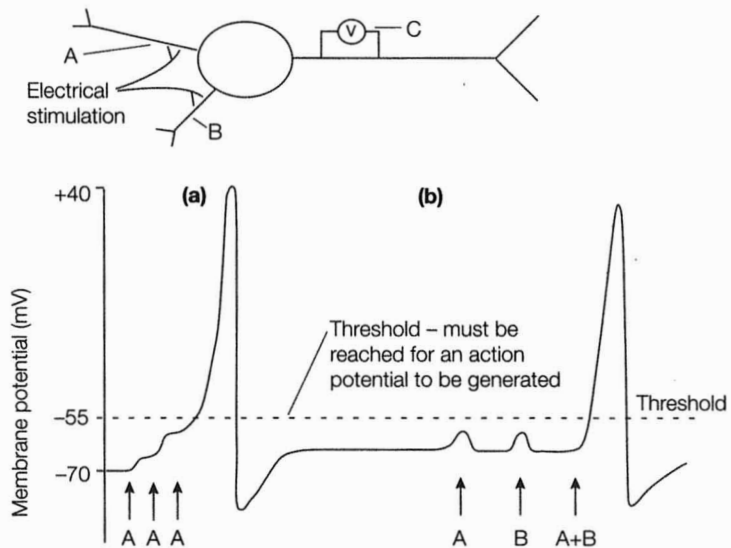 V
C
A
Electrical
stimulation
B
+40
(a)
(b)
Membrane potential (mV)
Threshold – must be
reached for an action
potential to be generated
Threshold
–55
–70
A A A
A
B
A+B